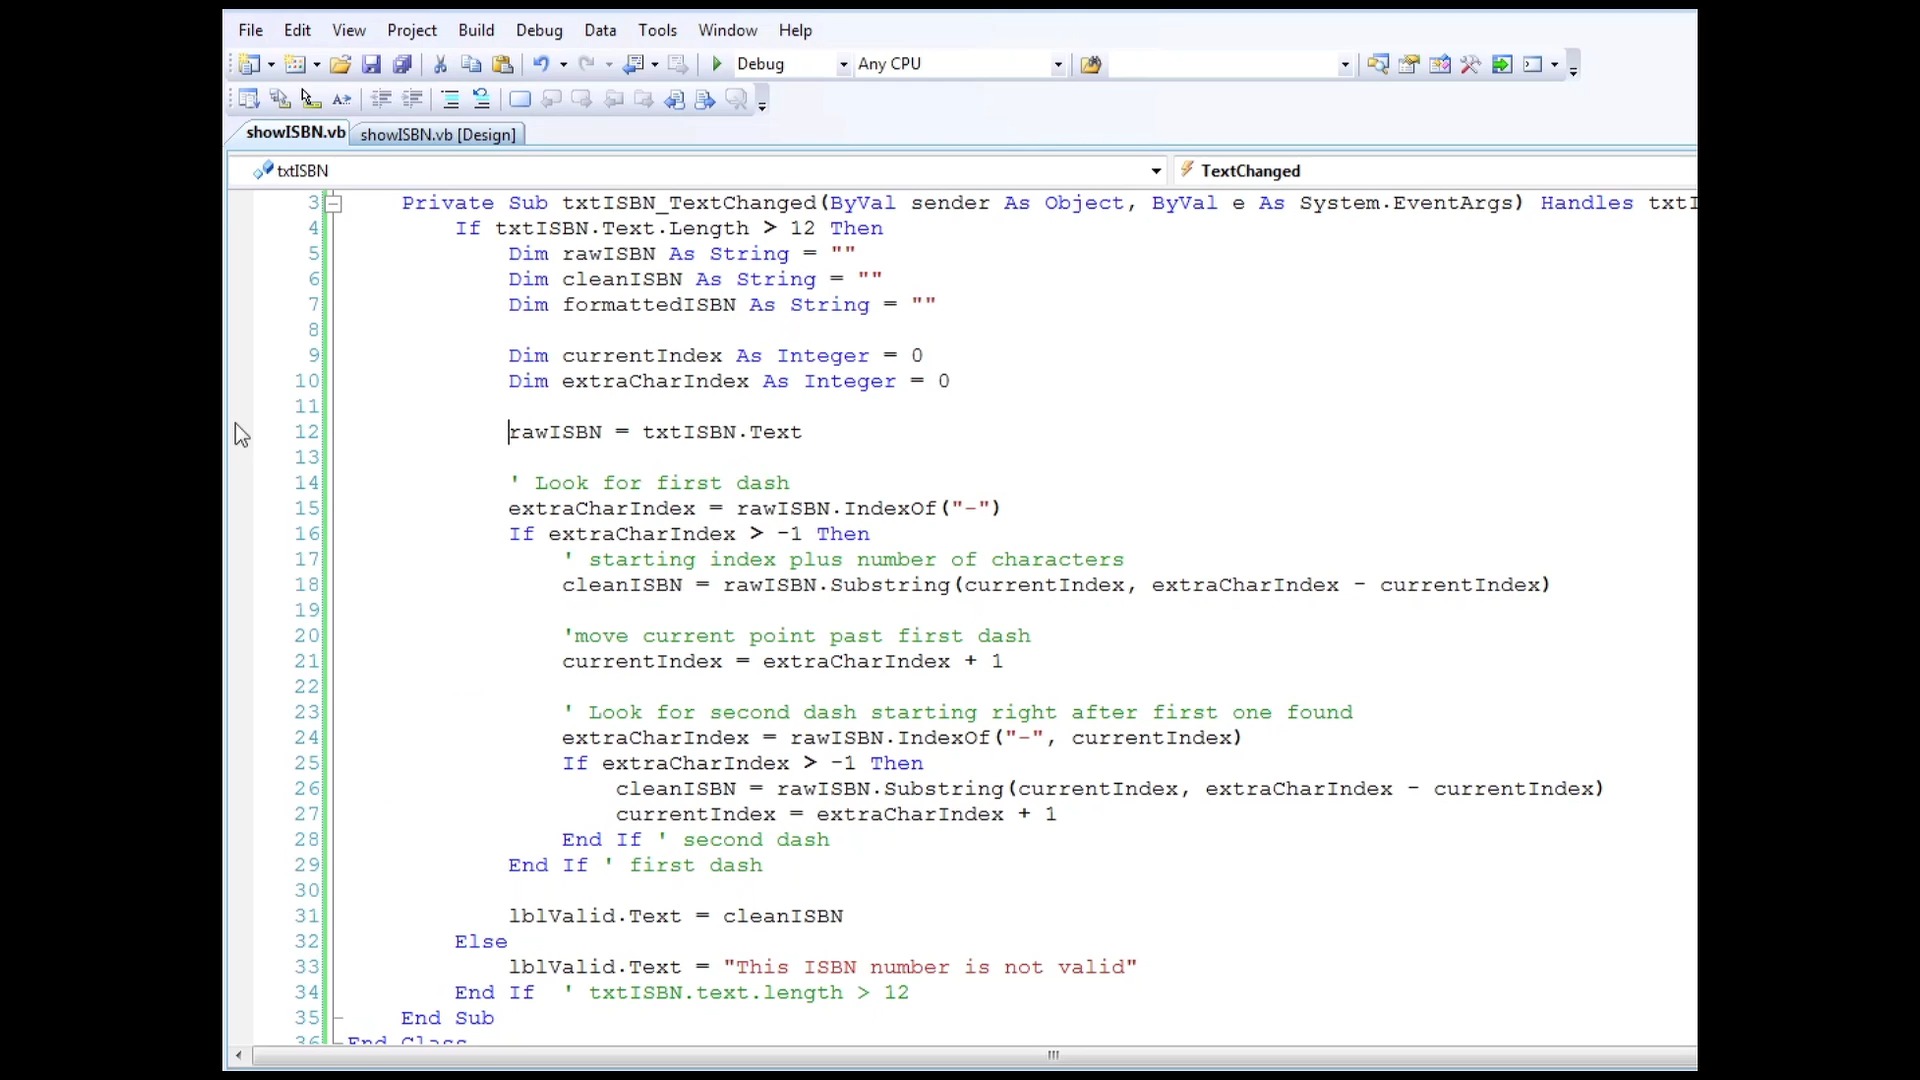 File Edit View Project Build Debug Data Tools Window Help
Debug Any CPU
showISBN.vb showISBN.vb [Design]
txtISBN TextChanged
3 Private Sub txtISBN_TextChanged(ByVal sender As Object, ByVal e As System.EventArgs) Handles txtI
4 If txtISBN.Text.Length > 12 Then
5 Dim rawISBN As String = ""
6 Dim cleanISBN As String = ""
7 Dim formattedISBN As String = ""
8
9 Dim currentIndex As Integer = 0
10 Dim extraCharIndex As Integer = 0
11
12 rawISBN = txtISBN.Text
13
14 ' Look for first dash
15 extraCharIndex = rawISBN.IndexOf("-")
16 If extraCharIndex > -1 Then
17 ' starting index plus number of characters
18 cleanISBN = rawISBN.Substring(currentIndex, extraCharIndex - currentIndex)
19
20 'move current point past first dash
21 currentIndex = extraCharIndex + 1
22
23 ' Look for second dash starting right after first one found
24 extraCharIndex = rawISBN.IndexOf("-", currentIndex)
25 If extraCharIndex > -1 Then
26 cleanISBN = rawISBN.Substring(currentIndex, extraCharIndex - currentIndex)
27 currentIndex = extraCharIndex + 1
28 End If ' second dash
29 End If ' first dash
30
31 lblValid.Text = cleanISBN
32 Else
33 lblValid.Text = "This ISBN number is not valid"
34 End If ' txtISBN.text.length > 12
35 End Sub
36 End Class